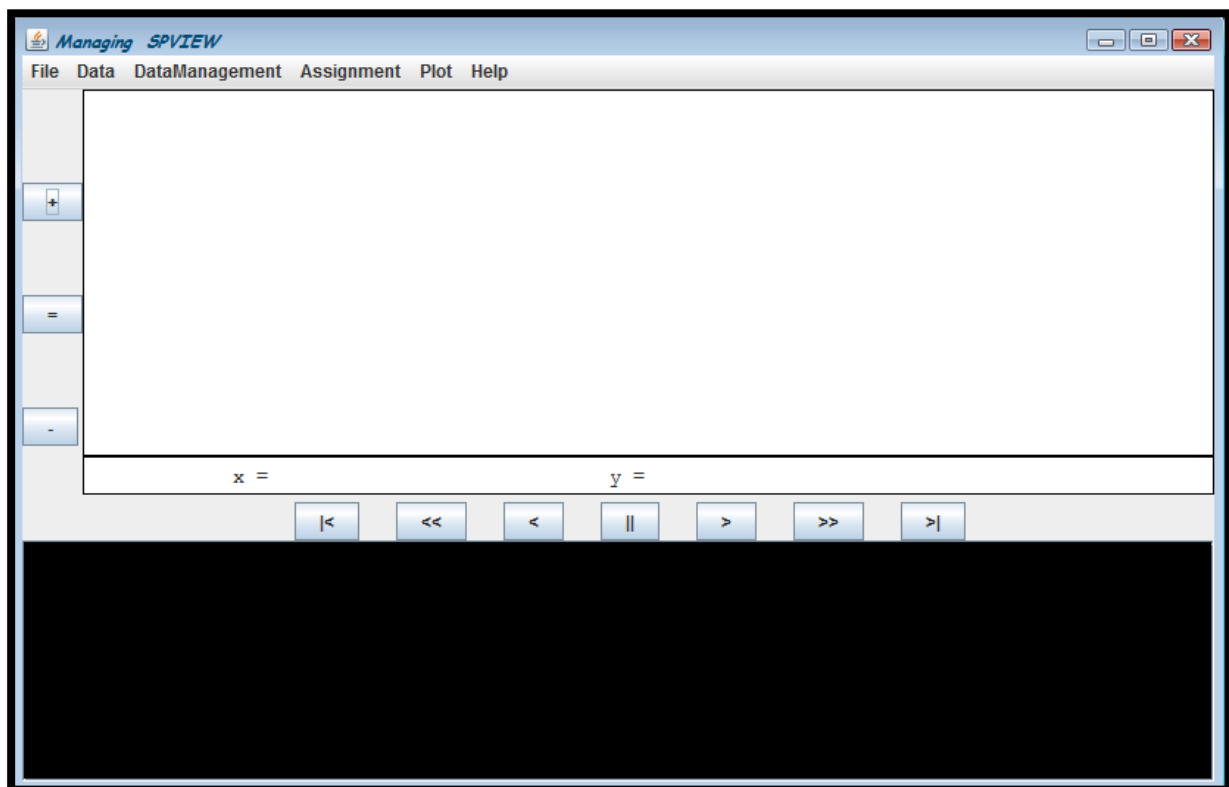 Managing SPVIEW
File Data DataManagement Assignment Plot Help
+
=
-
x = y =
|< << < || > >> >|